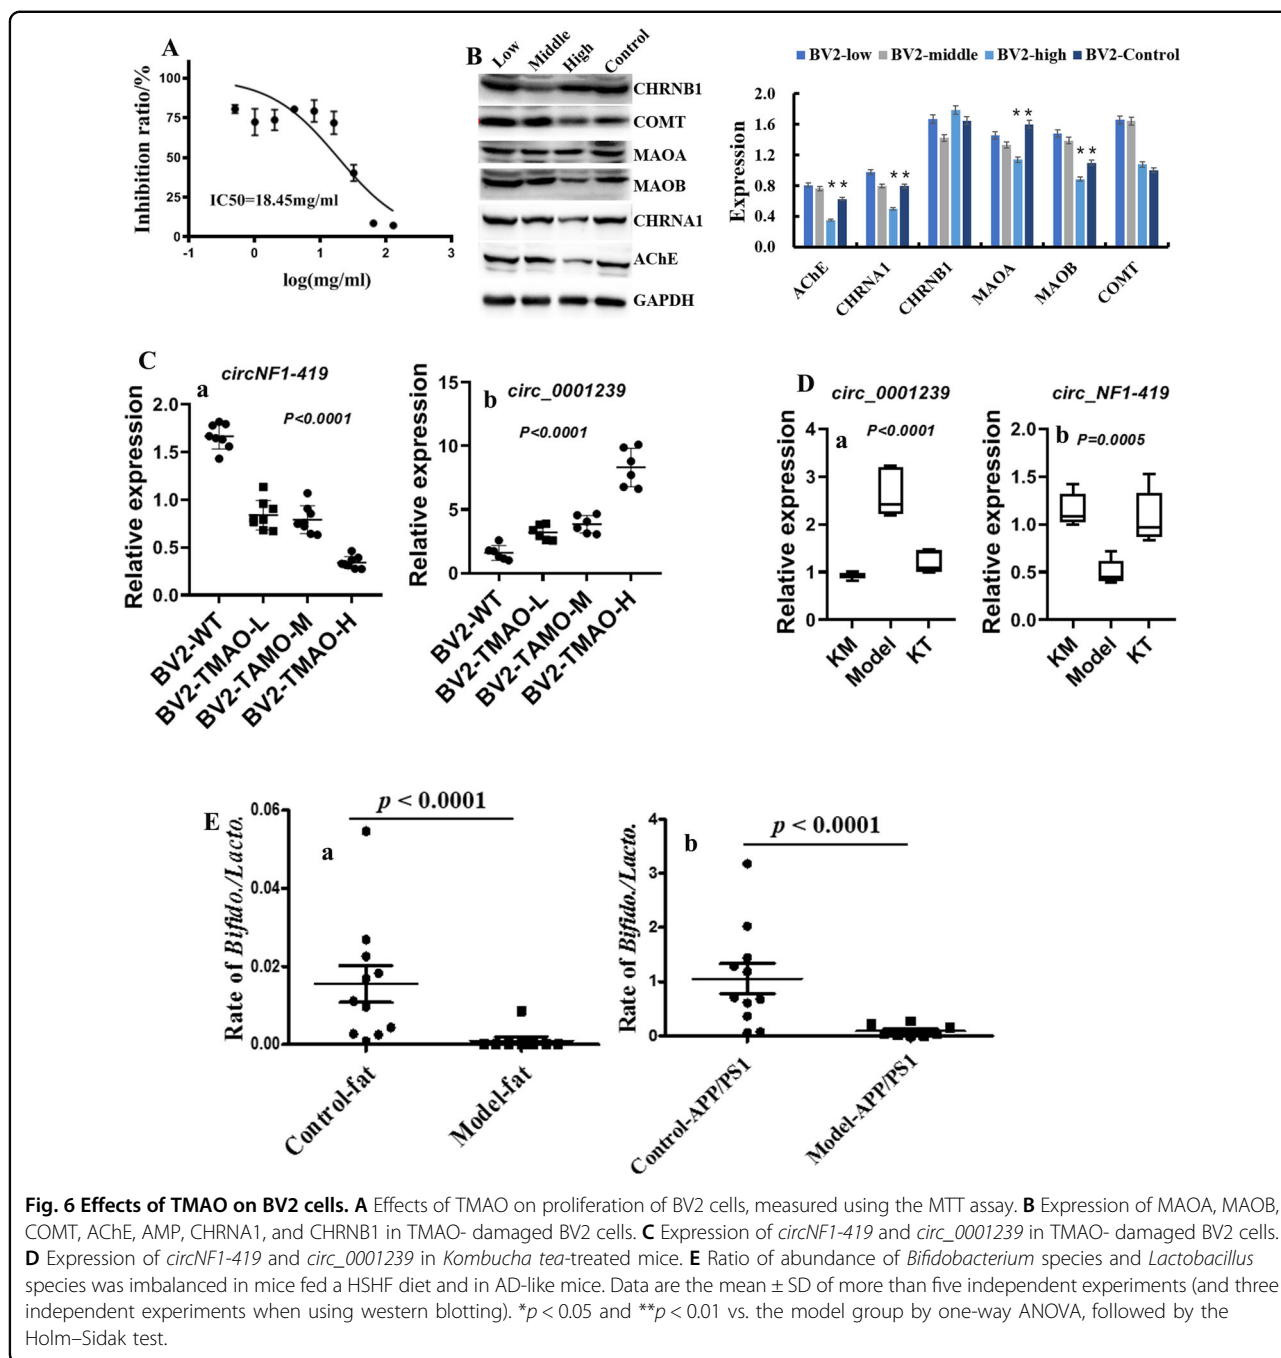 A
Inhibition ratio/%
100
75
50
25
0
IC50=18.45mg/ml
-1 0 1 2 3
log(mg/ml)
B
Low Middle High Control
CHRNB1
COMT
MAOA
MAOB
CHRNA1
AChE
GAPDH
BV2-low BV2-middle BV2-high BV2-Control
Expression
2.0
1.6
1.2
0.8
0.4
0.0
* * * * * * * *
AChE CHRNA1 CHRNB1 MAOA MAOB COMT
C
circNF1-419
a
P<0.0001
Relative expression
2.0
1.5
1.0
0.5
0.0
BV2-WT BV2-TMAO-L BV2-TAMO-M BV2-TMAO-H
b
circ_0001239
P<0.0001
Relative expression
15
10
5
0
BV2-WT BV2-TMAO-L BV2-TAMO-M BV2-TMAO-H
D
circ_0001239
a
P<0.0001
Relative expression
4
3
2
1
0
KM Model KT
circ_NF1-419
b
P=0.0005
Relative expression
2.0
1.5
1.0
0.5
0.0
KM Model KT
E
a
p < 0.0001
Rate of Bifido./Lacto.
0.06
0.04
0.02
0.00
Control-fat Model-fat
b
p < 0.0001
Rate of Bifido./Lacto.
4
3
2
1
0
Control-APP/PS1 Model-APP/PS1
Fig. 6 Effects of TMAO on BV2 cells. A Effects of TMAO on proliferation of BV2 cells, measured using the MTT assay. B Expression of MAOA, MAOB,
COMT, AChE, AMP, CHRNA1, and CHRNB1 in TMAO- damaged BV2 cells. C Expression of circNF1-419 and circ_0001239 in TMAO- damaged BV2 cells.
D Expression of circNF1-419 and circ_0001239 in Kombucha tea-treated mice. E Ratio of abundance of Bifidobacterium species and Lactobacillus
species was imbalanced in mice fed a HSHF diet and in AD-like mice. Data are the mean ± SD of more than five independent experiments (and three
independent experiments when using western blotting). *p < 0.05 and **p < 0.01 vs. the model group by one-way ANOVA, followed by the
Holm–Sidak test.